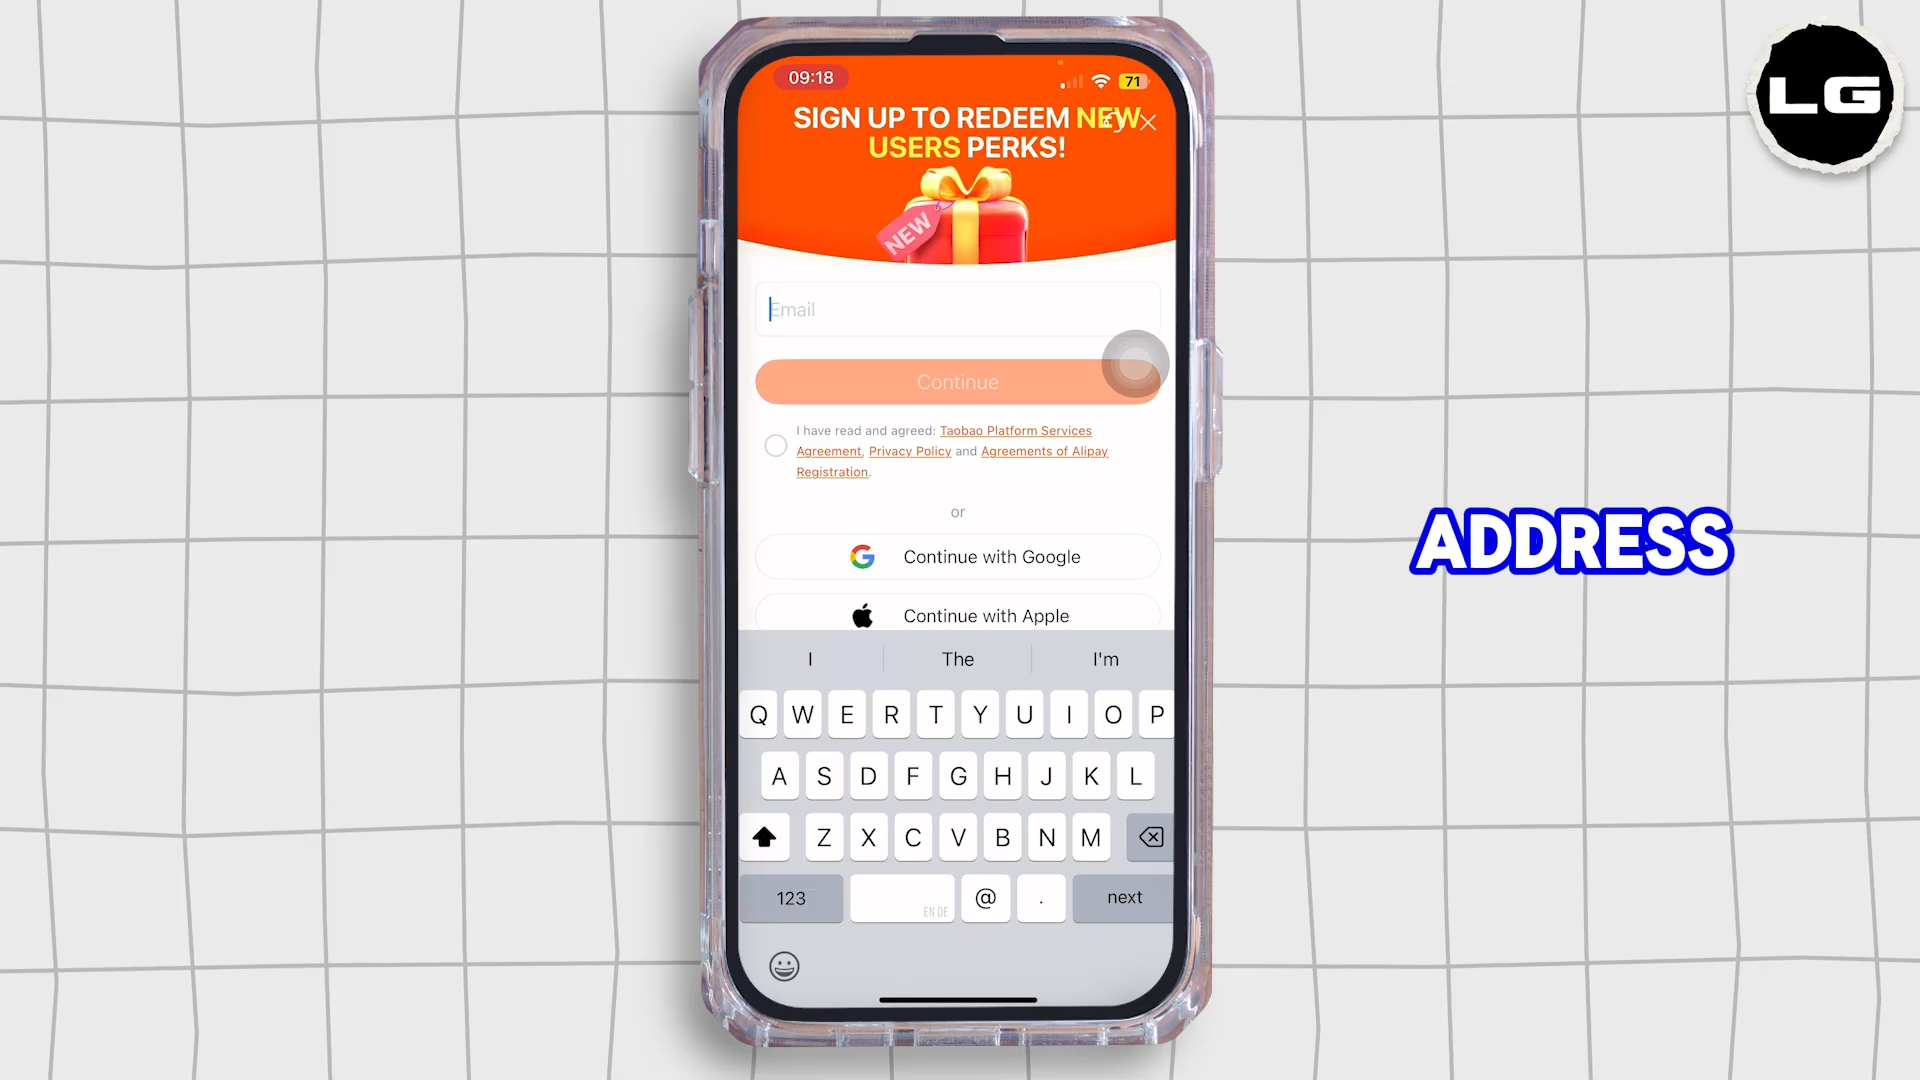 LG
09:18
71
SIGN UP TO REDEEM NEW
USERS PERKS!
NEW
Email
Continue
I have read and agreed: Taobao Platform Services
Agreement, Privacy Policy and Agreements of Alipay
Registration.
or
Continue with Google
Continue with Apple
ADDRESS
I The I'm
Q W E R T Y U I O P
A S D F G H J K L
Z X C V B N M
123 EN DE @ . next